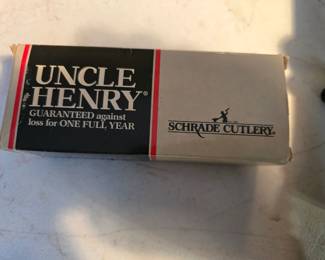 UNCLE
HENRY®
GUARANTEED against
loss for ONE FULL YEAR
SCHRADE CUTLERY®